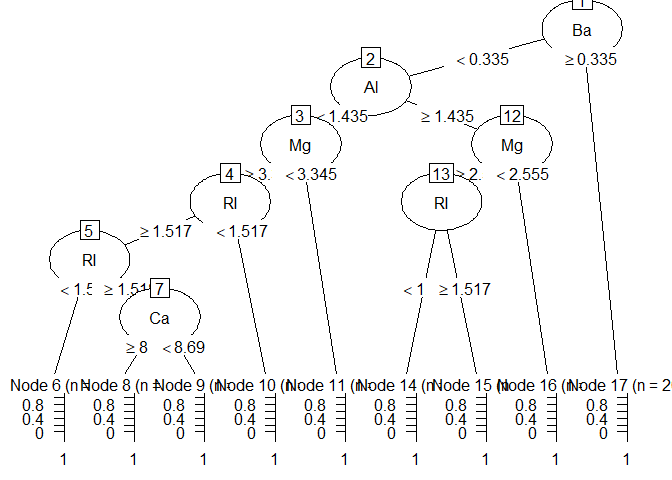 1
Ba
< 0.335
≥ 0.335
2
Al
< 1.435
≥ 1.435
3
Mg
12
Mg
≥ 3.
< 3.345
≥ 2.
< 2.555
4
RI
13
RI
≥ 1.517
< 1.517
5
RI
< 1.5
≥ 1.51
7
Ca
< 1
≥ 1.517
≥ 8
< 8.69
Node 6 (n =
Node 8 (n =
Node 9 (n
Node 10 (n
Node 11 (n
Node 14 (n
Node 15 (n
Node 16 (n
Node 17 (n = 2
0.8 0.8 0.8 0.8 0.8 0.8 0.8 0.8 0.8
0.4 0.4 0.4 0.4 0.4 0.4 0.4 0.4 0.4
0 0 0 0 0 0 0 0 0
1 1 1 1 1 1 1 1 1